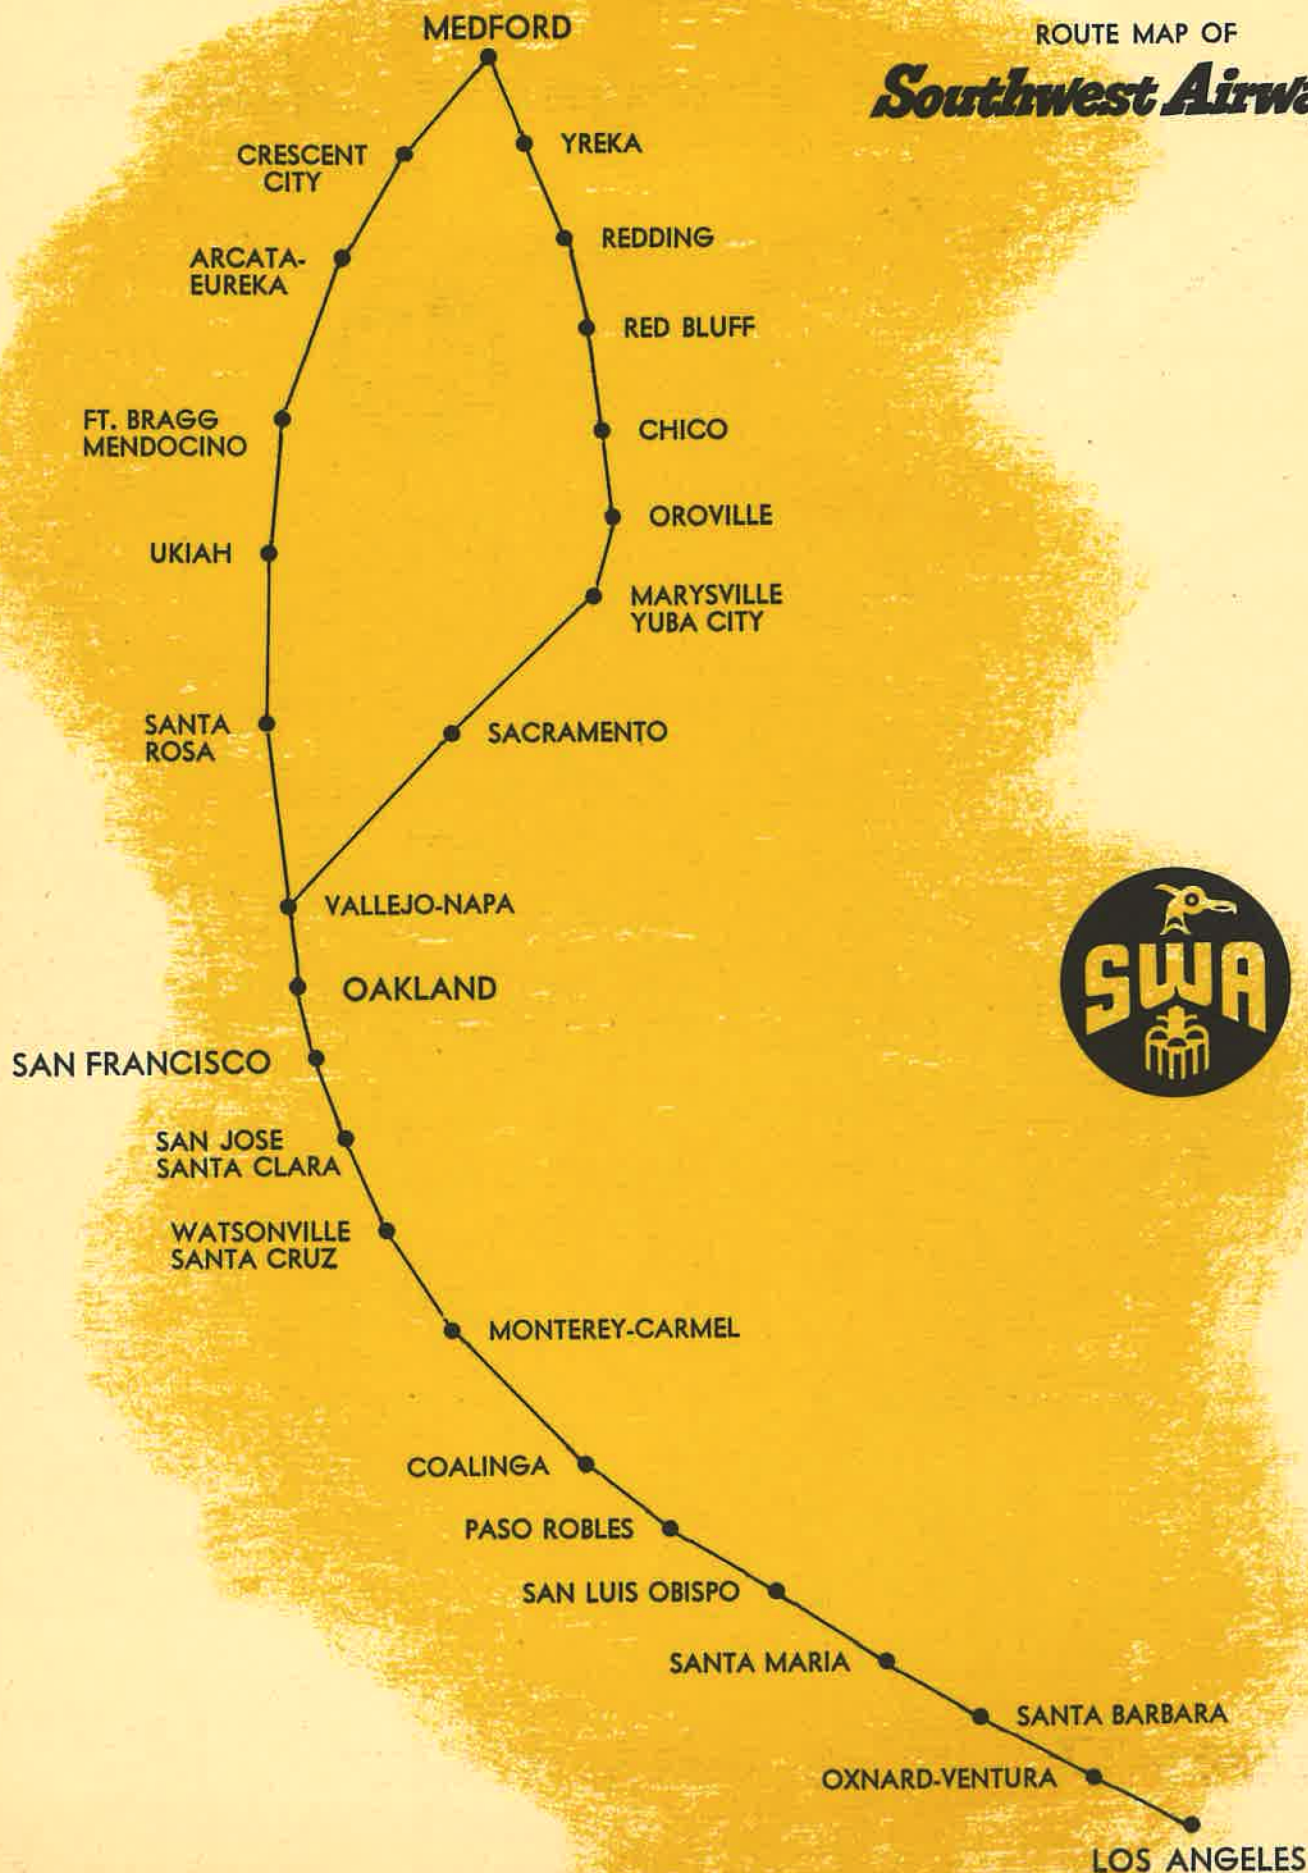 MEDFORD
ROUTE MAP OF
Southwest Airwa
CRESCENT
CITY
YREKA
ARCATA-
EUREKA
REDDING
RED BLUFF
FT. BRAGG
MENDOCINO
CHICO
OROVILLE
UKIAH
MARYSVILLE
YUBA CITY
SANTA
ROSA
SACRAMENTO
VALLEJO-NAPA
SWA
OAKLAND
SAN FRANCISCO
SAN JOSE
SANTA CLARA
WATSONVILLE
SANTA CRUZ
MONTEREY-CARMEL
COALINGA
PASO ROBLES
SAN LUIS OBISPO
SANTA MARIA
SANTA BARBARA
OXNARD-VENTURA
LOS ANGELES